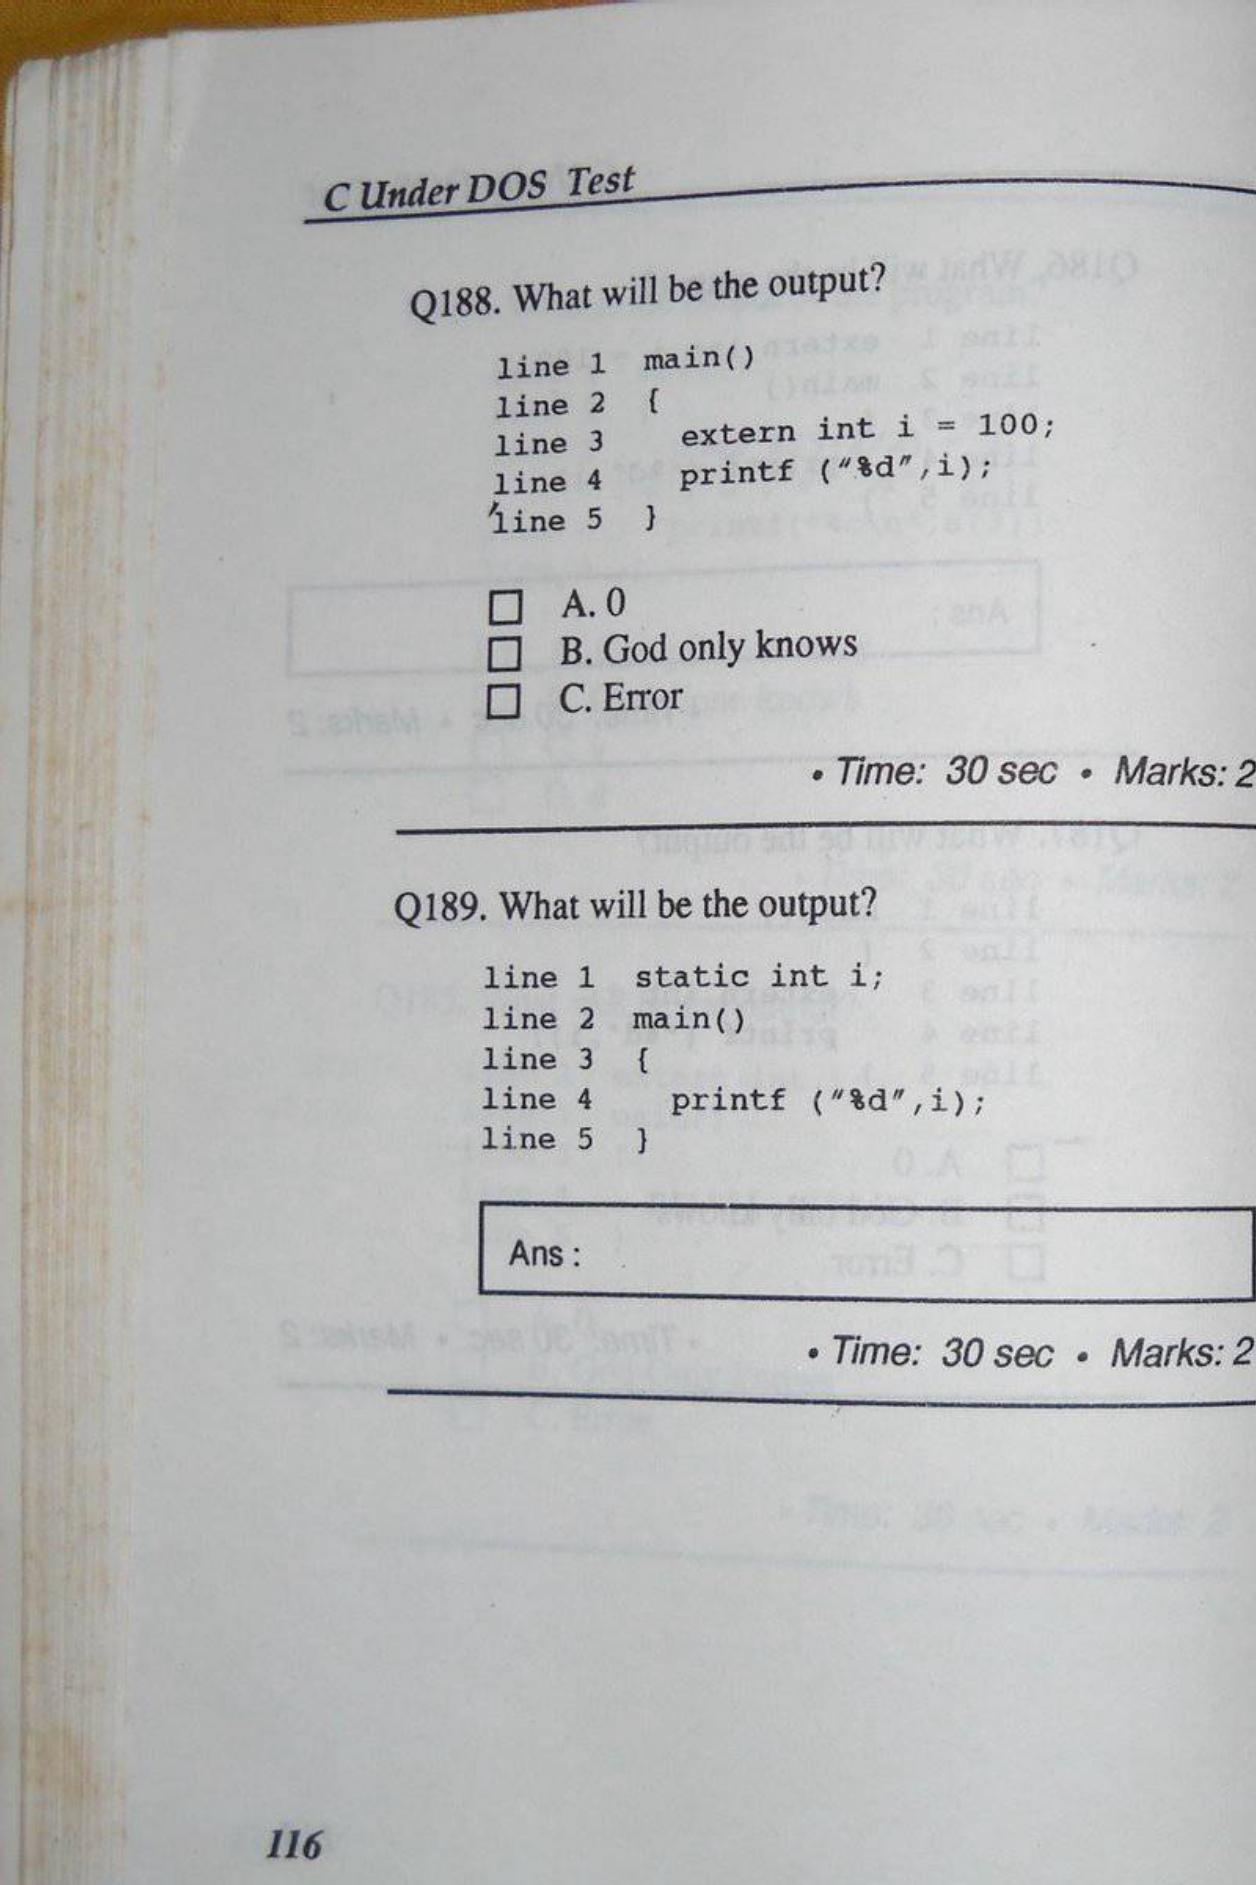 C Under DOS Test
Q188. What will be the output?
line 1 main()
line 2 {
line 3 extern int i = 100;
line 4 printf ("%d",i);
line 5 }
A. 0
B. God only knows
C. Error
• Time: 30 sec • Marks: 2
Q189. What will be the output?
line 1 static int i;
line 2 main()
line 3 {
line 4 printf ("%d",i);
line 5 }
Ans :
• Time: 30 sec • Marks: 2
116